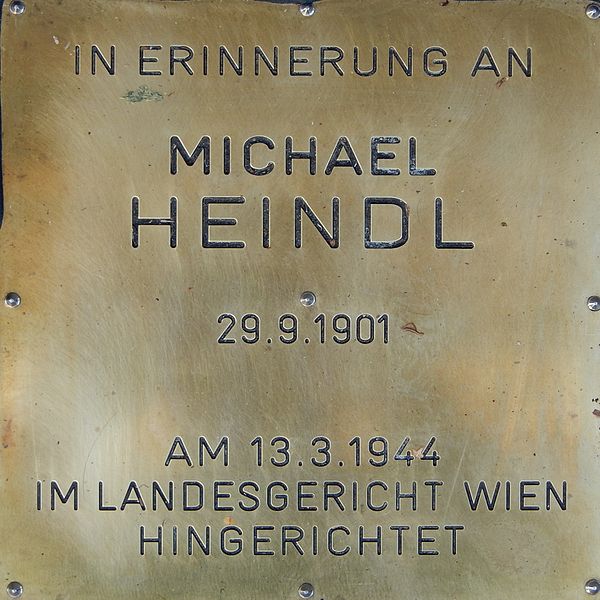 IN ERINNERUNG AN
MICHAEL
HEINDL
29.9.1901
AM 13.3.1944
IM LANDESGERICHT WIEN
HINGERICHTET